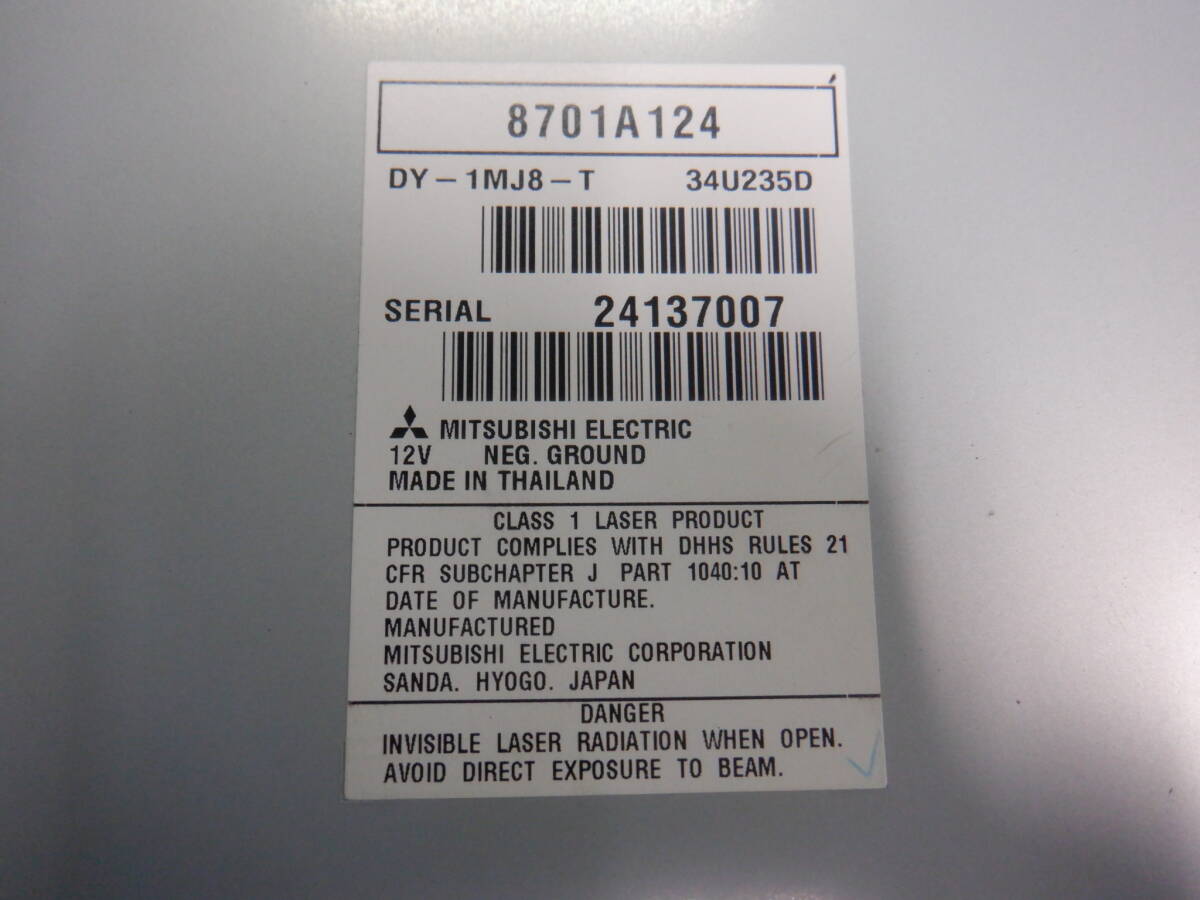 8701A124
DY-1MJ8-T 34U235D
SERIAL 24137007
MITSUBISHI ELECTRIC
12V NEG. GROUND
MADE IN THAILAND
CLASS 1 LASER PRODUCT
PRODUCT COMPLIES WITH DHHS RULES 21
CFR SUBCHAPTER J PART 1040:10 AT
DATE OF MANUFACTURE.
MANUFACTURED
MITSUBISHI ELECTRIC CORPORATION
SANDA. HYOGO. JAPAN
DANGER
INVISIBLE LASER RADIATION WHEN OPEN.
AVOID DIRECT EXPOSURE TO BEAM.